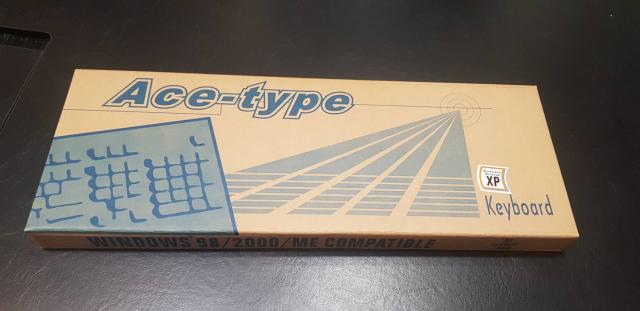 Ace-type
XP
Keyboard
WINDOWS 98/2000/ME COMPATIBLE